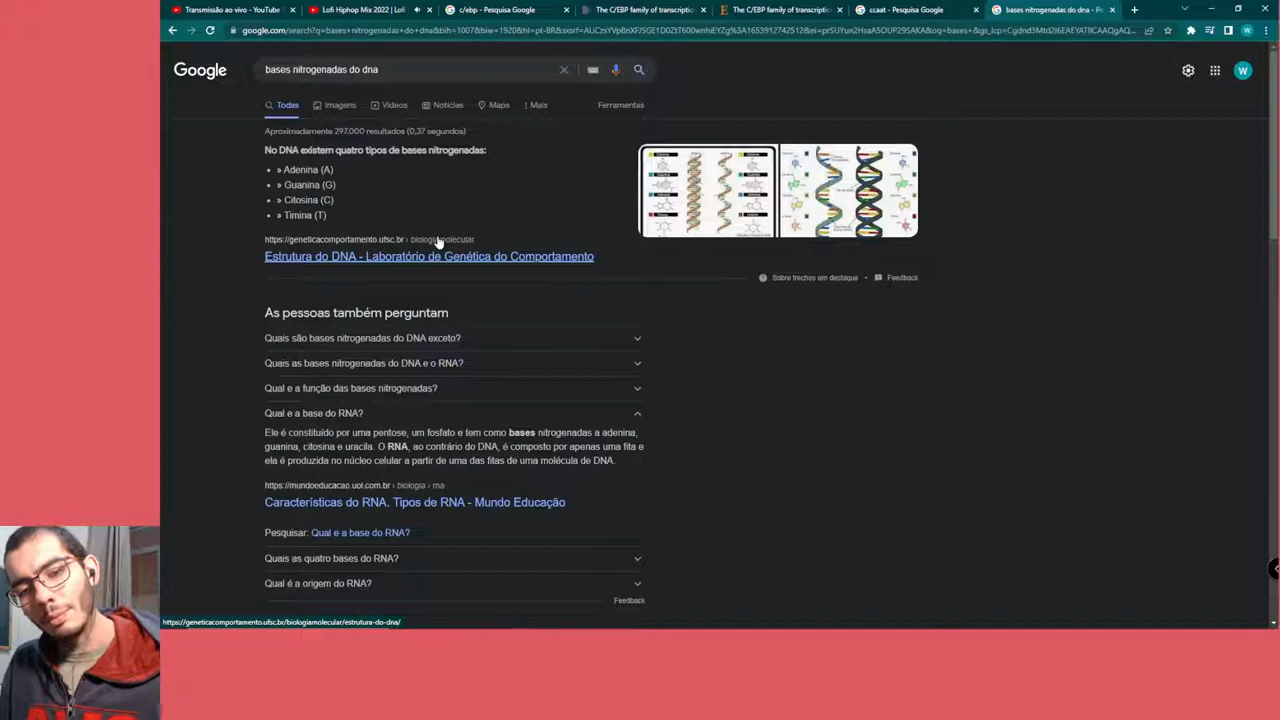 Transmissão ao vivo - YouTube S
Lofi Hiphop Mix 2022 | Lofi
c/ebp - Pesquisa Google
The C/EBP family of transcription
The C/EBP family of transcription
ccaat - Pesquisa Google
bases nitrogenadas do dna - Pe
Google
bases nitrogenadas do dna
W
Todas
Imagens
Vídeos
Notícias
Maps
Mais
Ferramentas
Aproximadamente 297.000 resultados (0,37 segundos)
No DNA existem quatro tipos de bases nitrogenadas:
• » Adenina (A)
• » Guanina (G)
• » Citosina (C)
• » Timina (T)
https://geneticacomportamento.ufsc.br › biologiamolecular
Estrutura do DNA - Laboratório de Genética do Comportamento
Sobre trechos em destaque • Feedback
As pessoas também perguntam
Quais são bases nitrogenadas do DNA exceto?
Quais as bases nitrogenadas do DNA e o RNA?
Qual e a função das bases nitrogenadas?
Qual e a base do RNA?
Ele é constituído por uma pentose, um fosfato e tem como bases nitrogenadas a adenina,
guanina, citosina e uracila. O RNA, ao contrário do DNA, é composto por apenas uma fita e
ela é produzida no núcleo celular a partir de uma das fitas de uma molécula de DNA.
https://mundoeducacao.uol.com.br › biologia › rna
Características do RNA. Tipos de RNA - Mundo Educação
Pesquisar: Qual e a base do RNA?
Quais as quatro bases do RNA?
Qual é a origem do RNA?
Feedback
https://geneticacomportamento.ufsc.br/biologiamolecular/estrutura-do-dna/